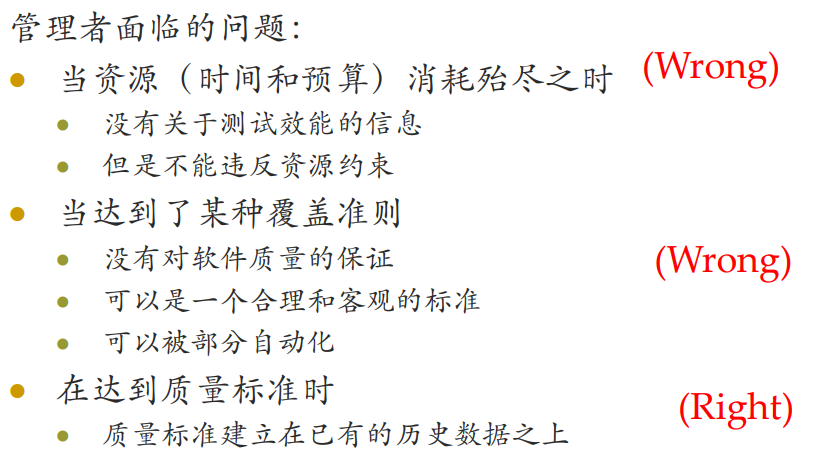 管理者面临的问题：
当资源（时间和预算）消耗殆尽之时 (Wrong)
没有关于测试效能的信息
但是不能违反资源约束
当达到了某种覆盖准则
没有对软件质量的保证 (Wrong)
可以是一个合理和客观的标准
可以被部分自动化
在达到质量标准时 (Right)
质量标准建立在已有的历史数据之上